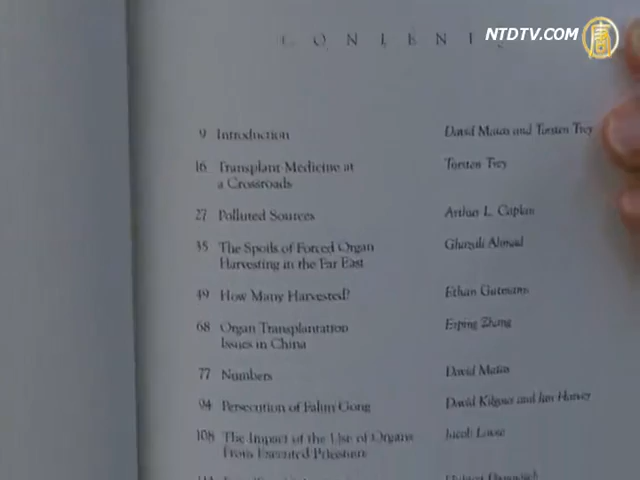 NTDTV.COM
CONTENTS
9 Introduction David Matas and Torsten Trey
16 Transplant Medicine at
a Crossroads Torsten Trey
27 Polluted Sources Arthur L. Caplan
35 The Spoils of Forced Organ
Harvesting in the Far East Ghazali Ahmad
49 How Many Harvested? Ethan Gutmann
68 Organ Transplantation
Issues in China Erping Zhang
77 Numbers David Matas
94 Persecution of Falun Gong David Kilgour and Jan Harvey
108 The Impact of the Use of Organs
From Executed Prisoners Jacob Lavee